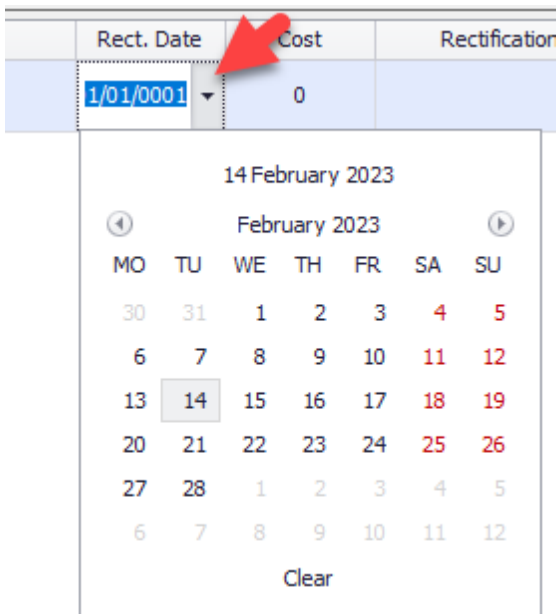 Rect. Date Cost Rectification
1/01/0001 0
14 February 2023
February 2023
MO TU WE TH FR SA SU
30 31 1 2 3 4 5
6 7 8 9 10 11 12
13 14 15 16 17 18 19
20 21 22 23 24 25 26
27 28 1 2 3 4 5
6 7 8 9 10 11 12
Clear